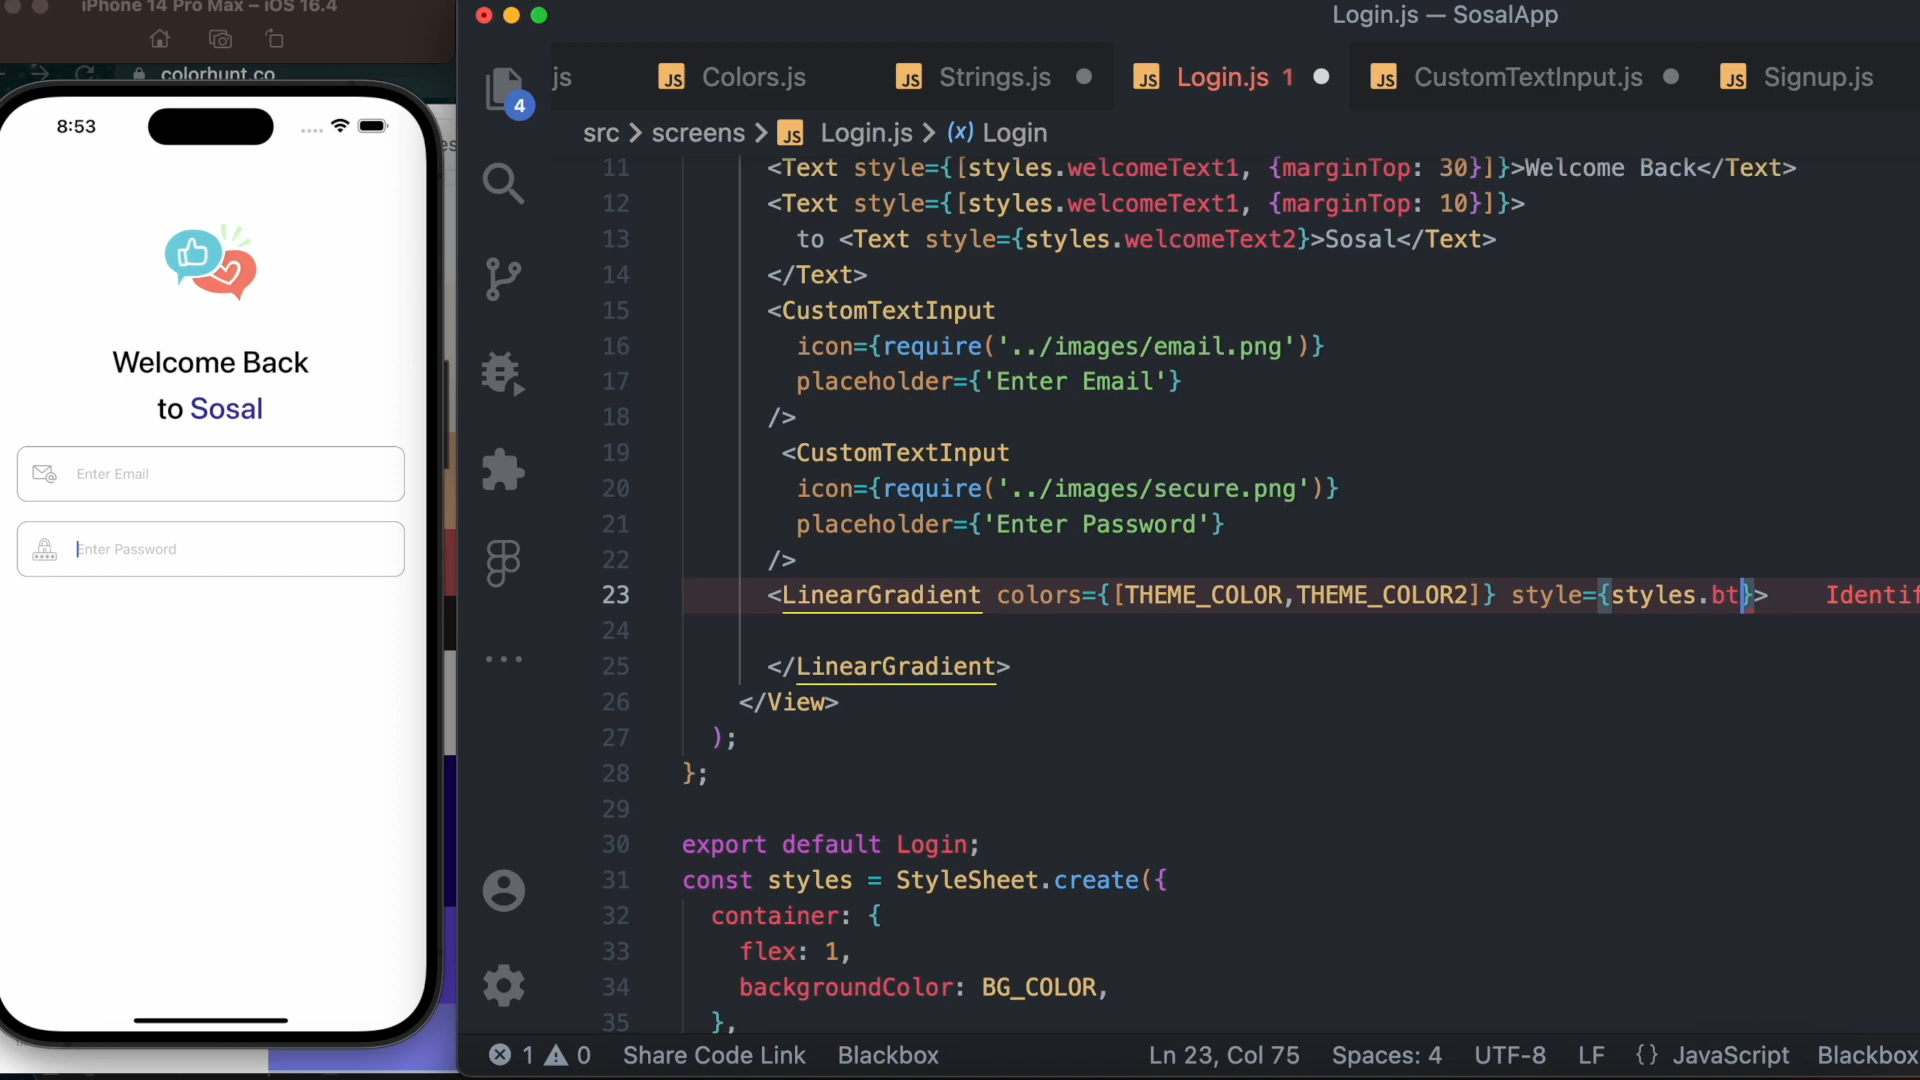 iPhone 14 Pro Max – iOS 16.4
colorhunt.co
8:53
Welcome Back
to Sosal
Enter Email
Enter Password
Login.js — SosalApp
js
JS Colors.js
JS Strings.js
JS Login.js 1
JS CustomTextInput.js
JS Signup.js
4
src > screens > JS Login.js > (x) Login
11 <Text style={[styles.welcomeText1, {marginTop: 30}]}>Welcome Back</Text>
12 <Text style={[styles.welcomeText1, {marginTop: 10}]}>
13 to <Text style={styles.welcomeText2}>Sosal</Text>
14 </Text>
15 <CustomTextInput
16 icon={require('../images/email.png')}
17 placeholder={'Enter Email'}
18 />
19 <CustomTextInput
20 icon={require('../images/secure.png')}
21 placeholder={'Enter Password'}
22 />
23 <LinearGradient colors={[THEME_COLOR,THEME_COLOR2]} style={styles.bt}> Identif
24
25 </LinearGradient>
26 </View>
27 );
28 };
29
30 export default Login;
31 const styles = StyleSheet.create({
32 container: {
33 flex: 1,
34 backgroundColor: BG_COLOR,
35 },
1 0 Share Code Link Blackbox Ln 23, Col 75 Spaces: 4 UTF-8 LF {} JavaScript Blackbox